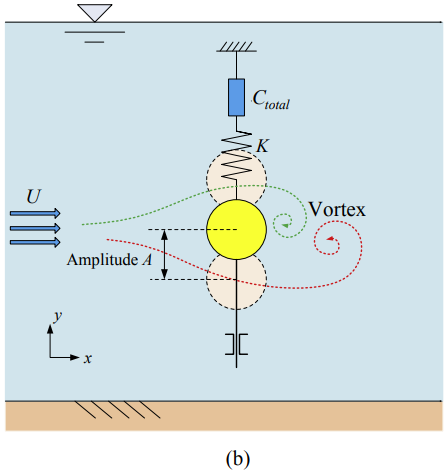 C_total
K
U
Vortex
Amplitude A
y
x
(b)